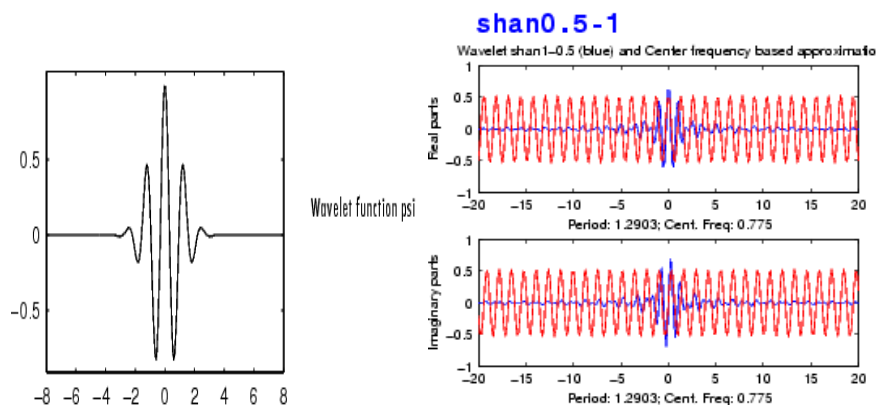 0.5
0
-0.5
-8 -6 -4 -2 0 2 4 6 8
Wavelet function psi
shan0.5-1
Wavelet shan1-0.5 (blue) and Center frequency based approximatio
Real parts
1
0.5
0
-0.5
-1
-20 -15 -10 -5 0 5 10 15 20
Period: 1.2903; Cent. Freq: 0.775
Imaginary parts
1
0.5
0
-0.5
-1
-20 -15 -10 -5 0 5 10 15 20
Period: 1.2903; Cent. Freq: 0.775